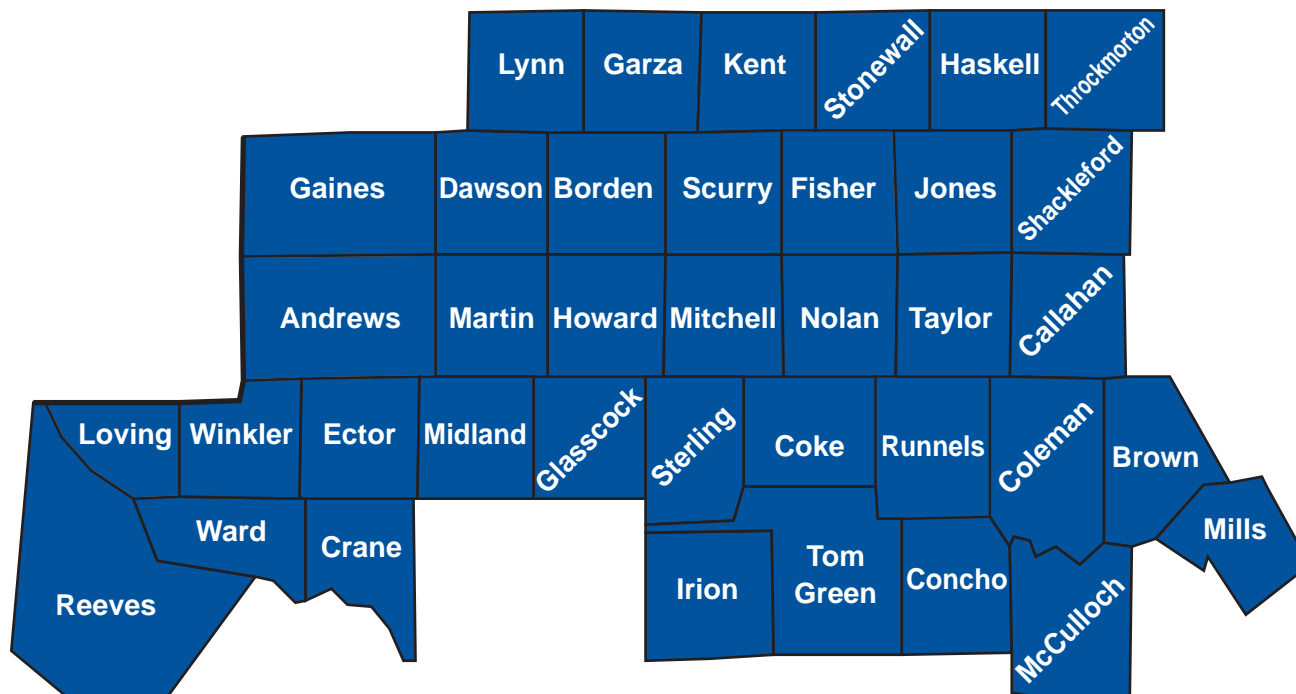 Lynn
Garza
Kent
Stonewall
Haskell
Throckmorton
Gaines
Dawson
Borden
Scurry
Fisher
Jones
Shackleford
Andrews
Martin
Howard
Mitchell
Nolan
Taylor
Callahan
Loving
Winkler
Ector
Midland
Glasscock
Sterling
Coke
Runnels
Coleman
Brown
Ward
Crane
Mills
Reeves
Irion
Tom
Green
Concho
McCulloch